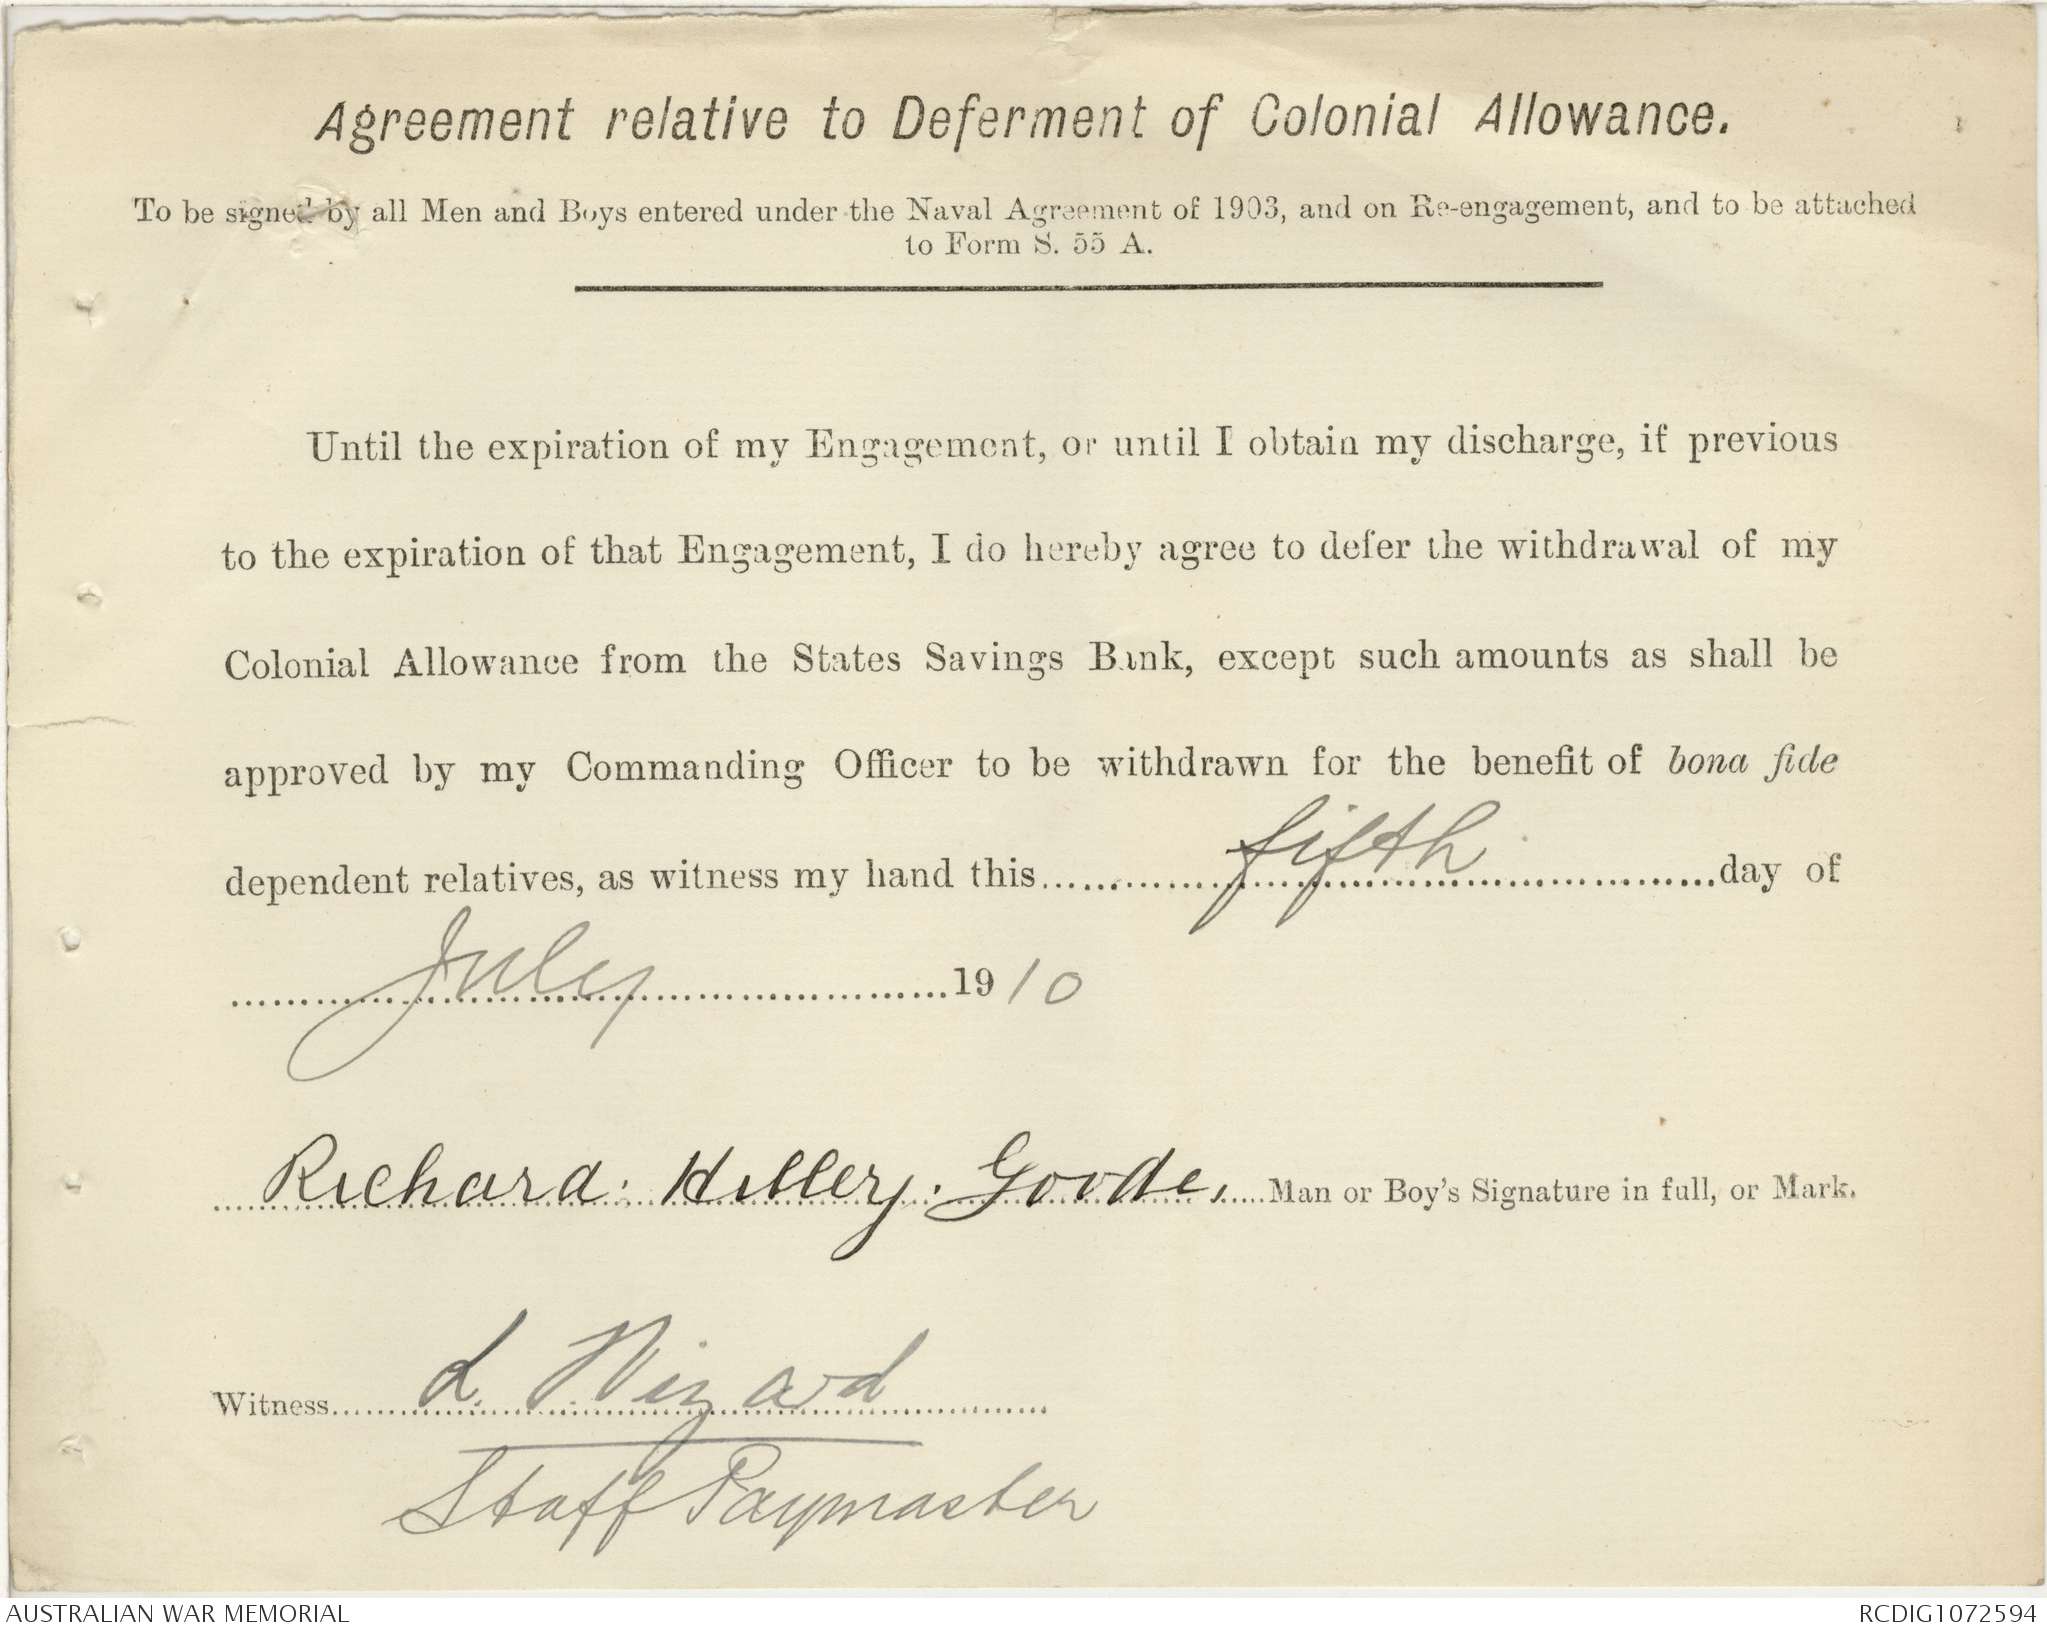 Agreement relative to Deferment of Colonial Allowance.
To be signed by all Men and Boys entered under the Naval Agreement of 1903, and on Re-engagement, and to be attached
to Form S. 55 A.
Until the expiration of my Engagement, or until I obtain my discharge, if previous
to the expiration of that Engagement, I do hereby agree to defer the withdrawal of my
Colonial Allowance from the States Savings Bank, except such amounts as shall be
approved by my Commanding Officer to be withdrawn for the benefit of bona fide
dependent relatives, as witness my hand this fifth day of
July 1910
Richard. Hillery. Goode. Man or Boy's Signature in full, or Mark.
Witness L. Wizard
Staff Paymaster
AUSTRALIAN WAR MEMORIAL RCDIG1072594